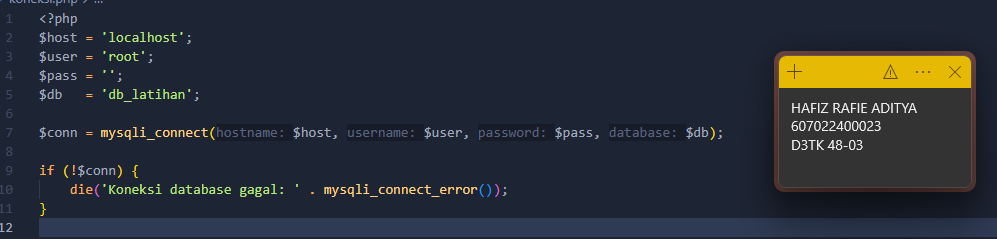 koneksi.php > ...
1 <?php
2 $host = 'localhost';
3 $user = 'root';
4 $pass = '';
5 $db   = 'db_latihan';
6
7 $conn = mysqli_connect(hostname: $host, username: $user, password: $pass, database: $db);
8
9 if (!$conn) {
10     die('Koneksi database gagal: ' . mysqli_connect_error());
11 }
12
HAFIZ RAFIE ADITYA
607022400023
D3TK 48-03